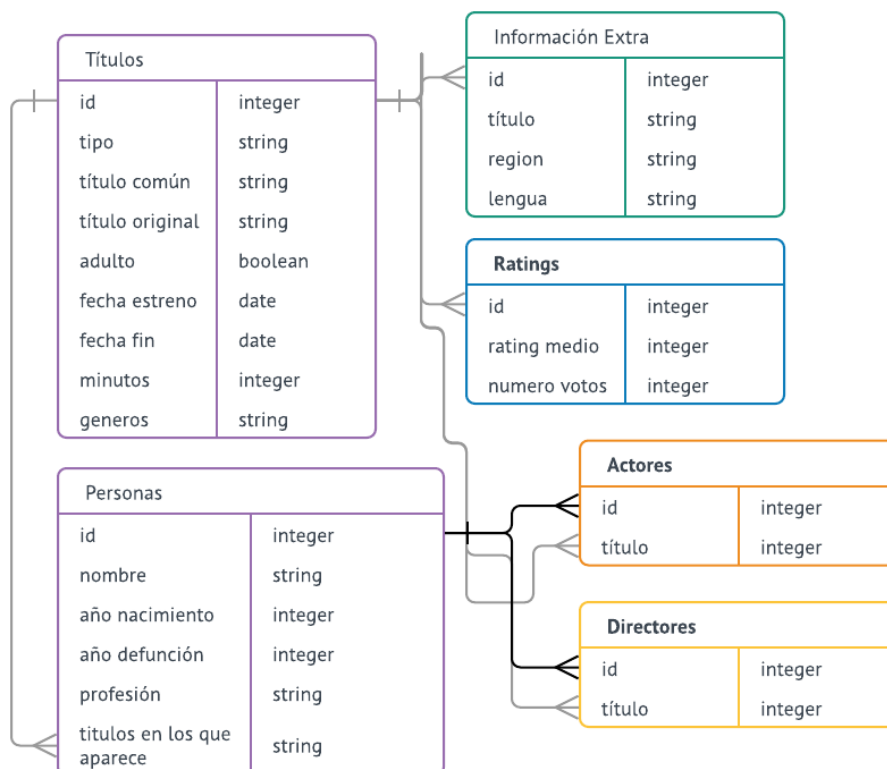 Títulos
id integer
tipo string
título común string
título original string
adulto boolean
fecha estreno date
fecha fin date
minutos integer
generos string
Información Extra
id integer
título string
region string
lengua string
Ratings
id integer
rating medio integer
numero votos integer
Personas
id integer
nombre string
año nacimiento integer
año defunción integer
profesión string
titulos en los que
aparece string
Actores
id integer
título integer
Directores
id integer
título integer